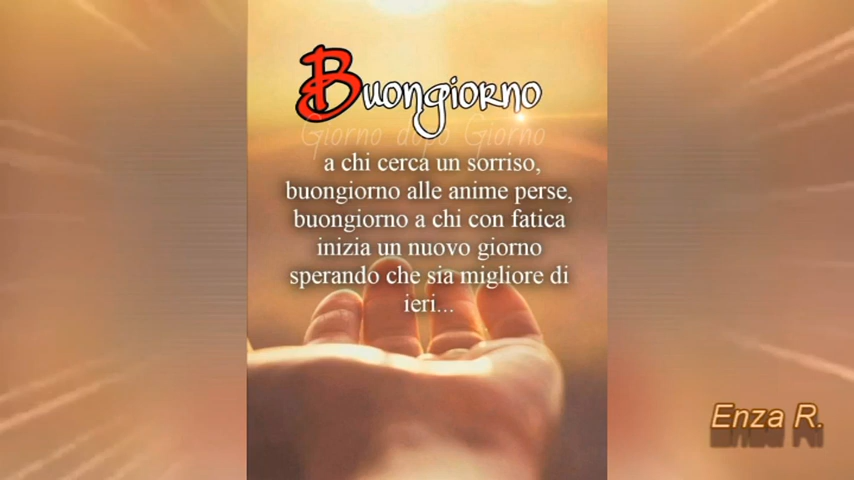 Buongiorno
Giorno dopo Giorno
a chi cerca un sorriso,
buongiorno alle anime perse,
buongiorno a chi con fatica
inizia un nuovo giorno
sperando che sia migliore di
ieri...
Enza R.